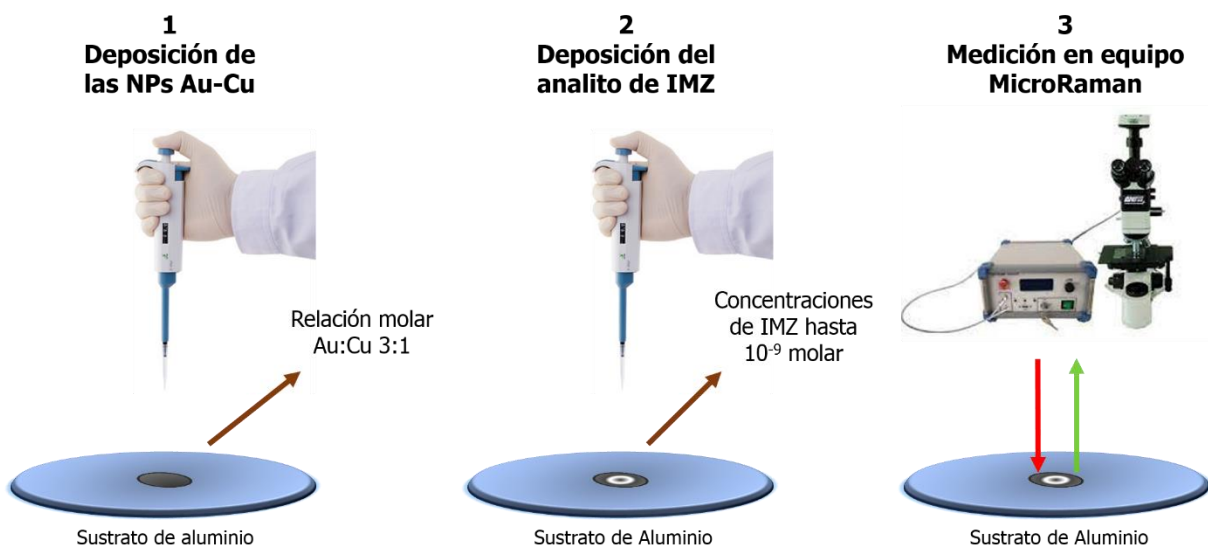 1
Deposición de
las NPs Au-Cu
Relación molar
Au:Cu 3:1
Sustrato de aluminio
2
Deposición del
analito de IMZ
Concentraciones
de IMZ hasta
10⁻⁹ molar
Sustrato de Aluminio
3
Medición en equipo
MicroRaman
Sustrato de Aluminio